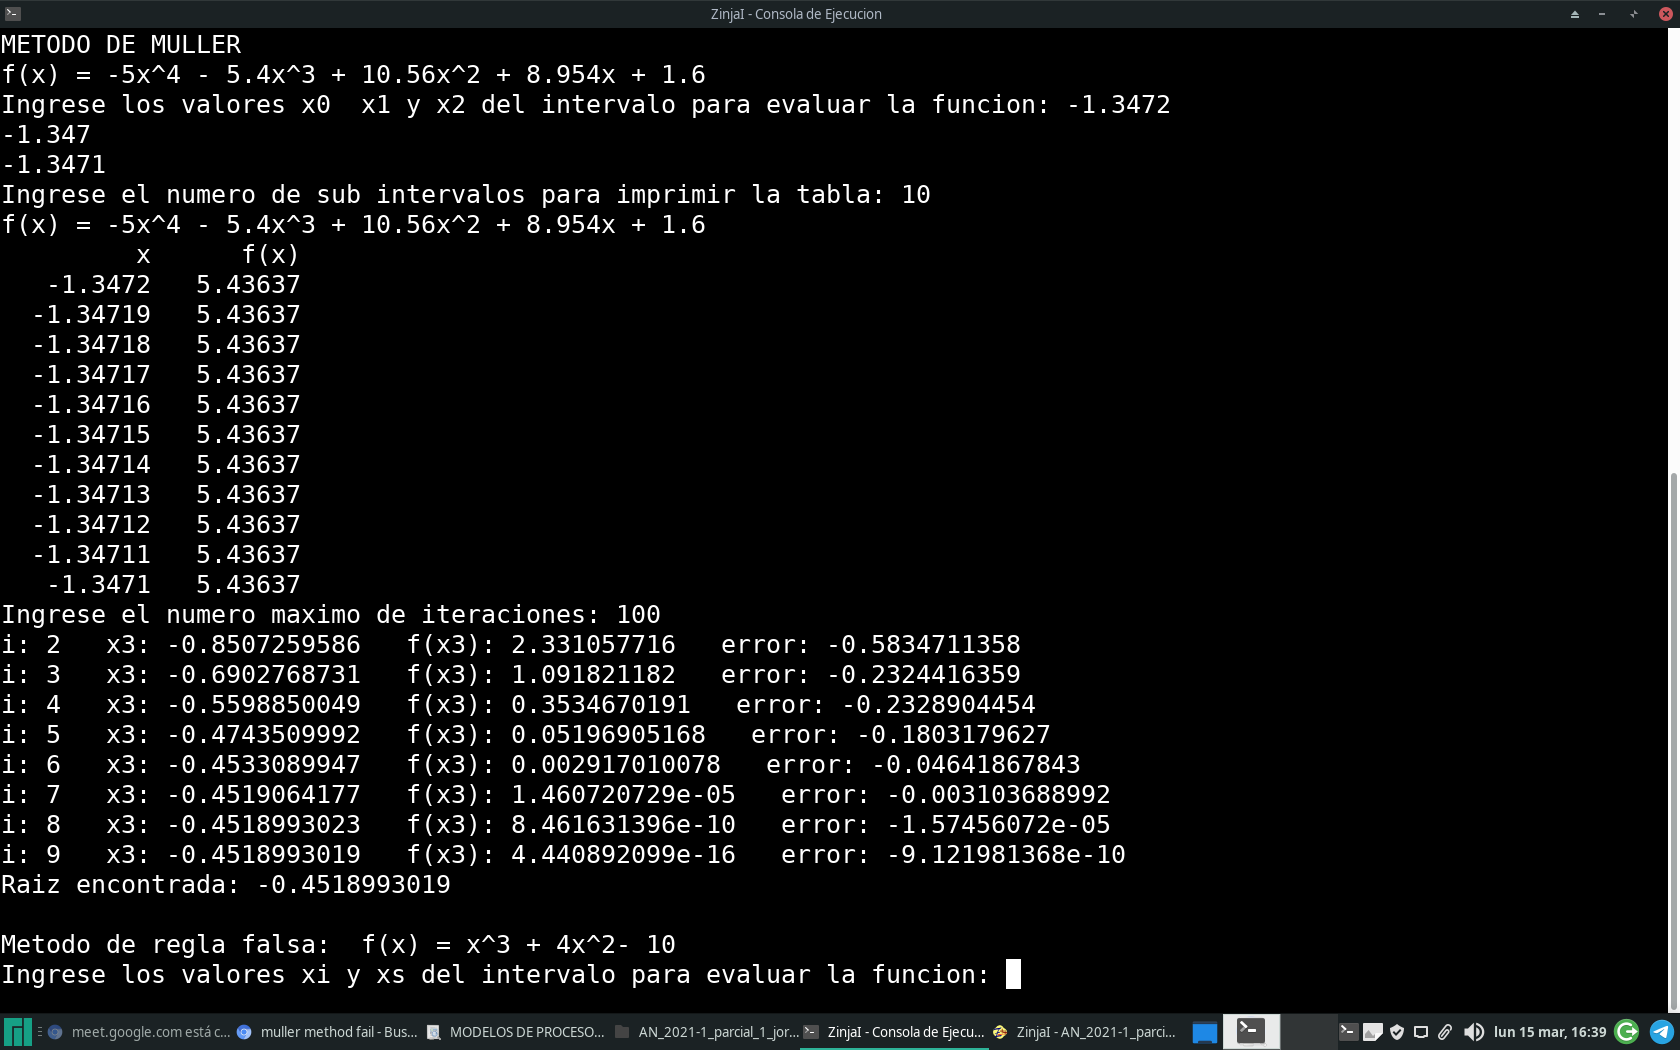 ZinjaI - Consola de Ejecucion
METODO DE MULLER
f(x) = -5x^4 - 5.4x^3 + 10.56x^2 + 8.954x + 1.6
Ingrese los valores x0  x1 y x2 del intervalo para evaluar la funcion: -1.3472
-1.347
-1.3471
Ingrese el numero de sub intervalos para imprimir la tabla: 10
f(x) = -5x^4 - 5.4x^3 + 10.56x^2 + 8.954x + 1.6
x      f(x)
-1.3472   5.43637
-1.34719   5.43637
-1.34718   5.43637
-1.34717   5.43637
-1.34716   5.43637
-1.34715   5.43637
-1.34714   5.43637
-1.34713   5.43637
-1.34712   5.43637
-1.34711   5.43637
-1.3471   5.43637
Ingrese el numero maximo de iteraciones: 100
i: 2   x3: -0.8507259586   f(x3): 2.331057716   error: -0.5834711358
i: 3   x3: -0.6902768731   f(x3): 1.091821182   error: -0.2324416359
i: 4   x3: -0.5598850049   f(x3): 0.3534670191   error: -0.2328904454
i: 5   x3: -0.4743509992   f(x3): 0.05196905168   error: -0.1803179627
i: 6   x3: -0.4533089947   f(x3): 0.002917010078   error: -0.04641867843
i: 7   x3: -0.4519064177   f(x3): 1.460720729e-05   error: -0.003103688992
i: 8   x3: -0.4518993023   f(x3): 8.461631396e-10   error: -1.57456072e-05
i: 9   x3: -0.4518993019   f(x3): 4.440892099e-16   error: -9.121981368e-10
Raiz encontrada: -0.4518993019
Metodo de regla falsa:  f(x) = x^3 + 4x^2- 10
Ingrese los valores xi y xs del intervalo para evaluar la funcion:
meet.google.com está c... muller method fail - Bus... MODELOS DE PROCESO... AN_2021-1_parcial_1_jor... ZinjaI - Consola de Ejecu... ZinjaI - AN_2021-1_parci... lun 15 mar, 16:39